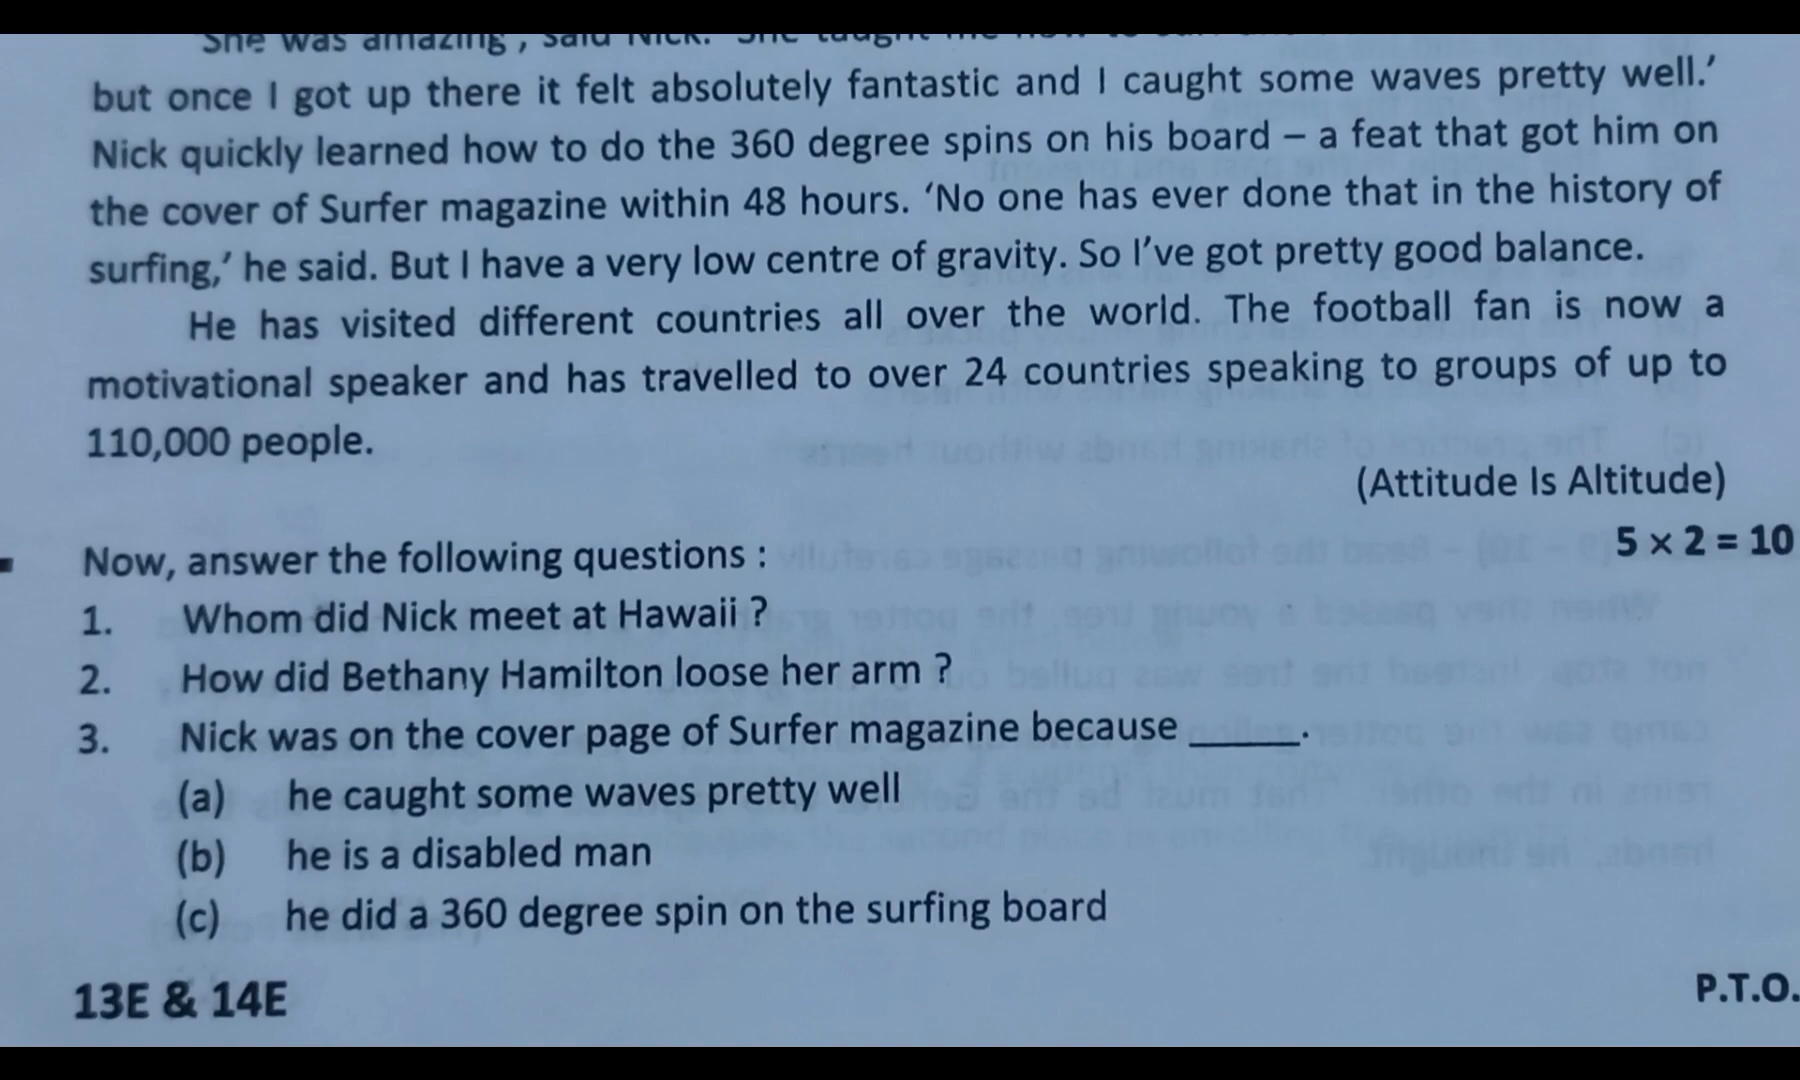 'She was amazing', said Nick.
but once I got up there it felt absolutely fantastic and I caught some waves pretty well.'
Nick quickly learned how to do the 360 degree spins on his board – a feat that got him on
the cover of Surfer magazine within 48 hours. 'No one has ever done that in the history of
surfing,' he said. But I have a very low centre of gravity. So I've got pretty good balance.
He has visited different countries all over the world. The football fan is now a
motivational speaker and has travelled to over 24 countries speaking to groups of up to
110,000 people.
(Attitude Is Altitude)
Now, answer the following questions : 5 × 2 = 10
1. Whom did Nick meet at Hawaii ?
2. How did Bethany Hamilton loose her arm ?
3. Nick was on the cover page of Surfer magazine because ______.
(a) he caught some waves pretty well
(b) he is a disabled man
(c) he did a 360 degree spin on the surfing board
13E & 14E P.T.O.